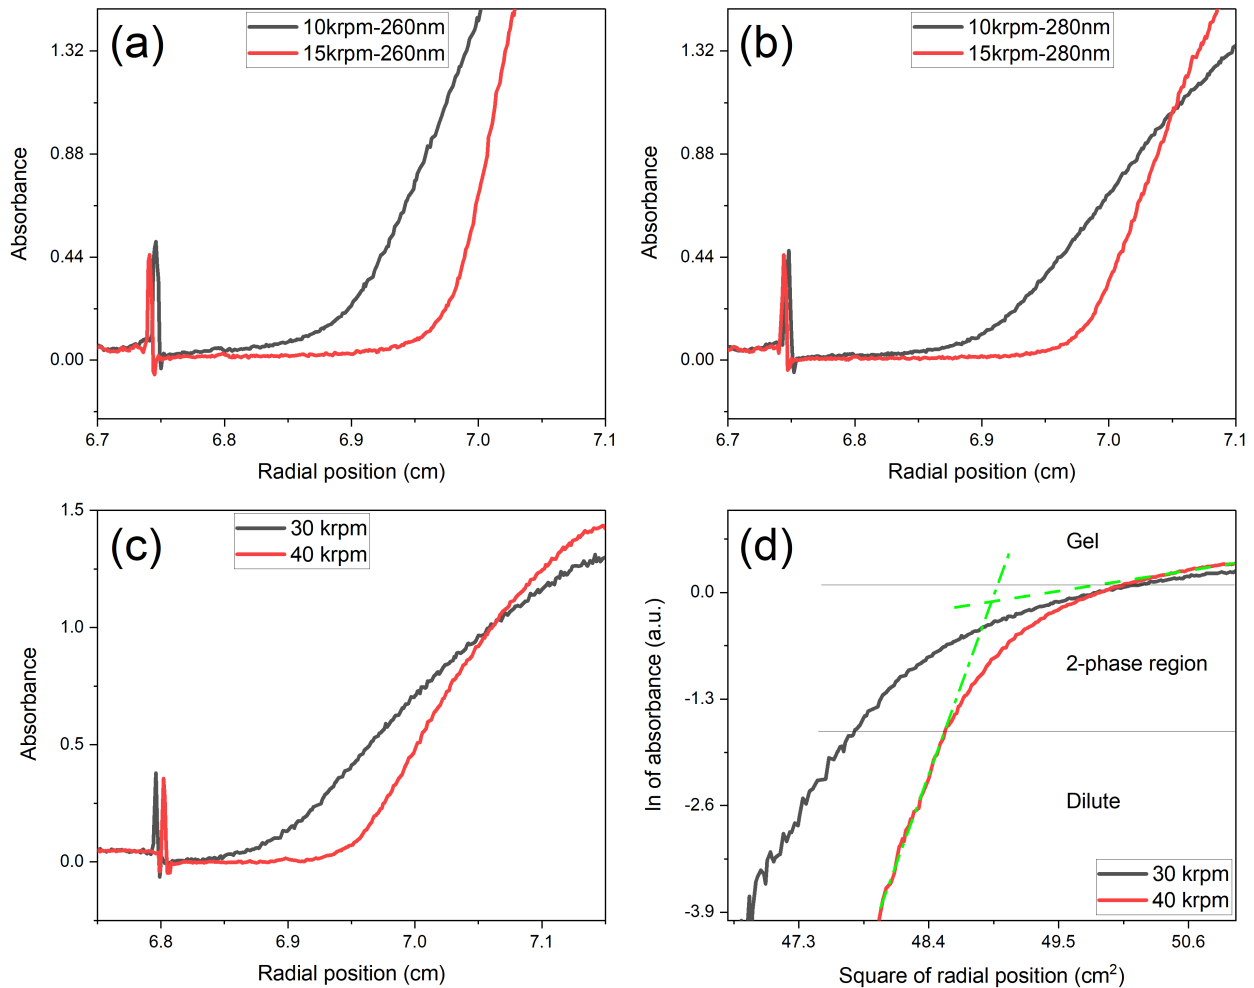 (a)
10krpm-260nm
15krpm-260nm
1.32
0.88
0.44
0.00
Absorbance
6.7
6.8
6.9
7.0
7.1
Radial position (cm)
(b)
10krpm-280nm
15krpm-280nm
1.32
0.88
0.44
0.00
Absorbance
6.7
6.8
6.9
7.0
7.1
Radial position (cm)
(c)
30 krpm
40 krpm
1.5
1.0
0.5
0.0
Absorbance
6.8
6.9
7.0
7.1
Radial position (cm)
(d)
Gel
2-phase region
Dilute
30 krpm
40 krpm
0.0
-1.3
-2.6
-3.9
ln of absorbance (a.u.)
47.3
48.4
49.5
50.6
Square of radial position (cm²)